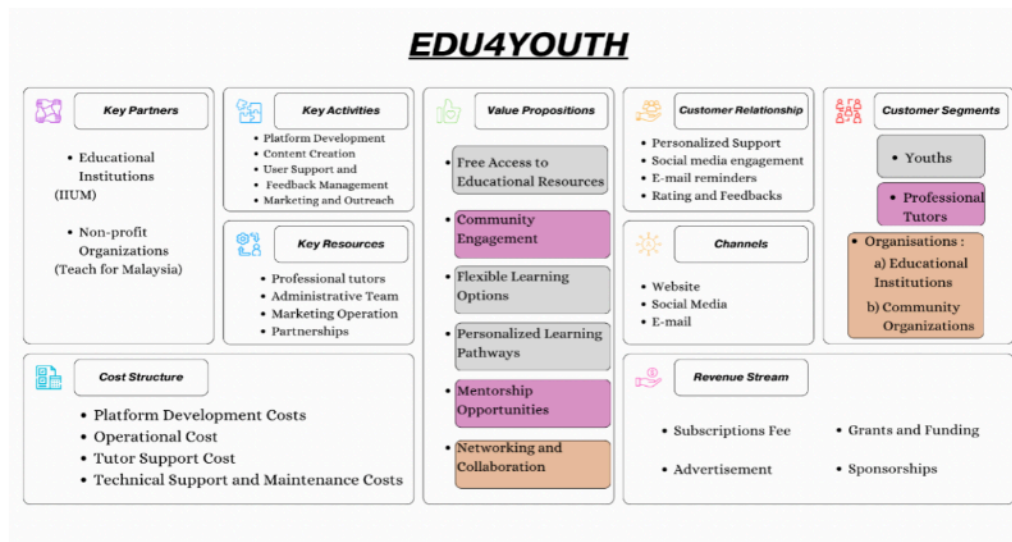 EDU4YOUTH
Key Partners
• Educational
Institutions
(IIUM)
• Non-profit
Organizations
(Teach for Malaysia)
Key Activities
• Platform Development
• Content Creation
• User Support and
• Feedback Management
• Marketing and Outreach
Key Resources
• Professional tutors
• Administrative Team
• Marketing Operation
• Partnerships
Value Propositions
• Free Access to
Educational Resources
• Community
Engagement
• Flexible Learning
Options
• Personalized Learning
Pathways
• Mentorship
Opportunities
• Networking and
Collaboration
Customer Relationship
• Personalized Support
• Social media engagement
• E-mail reminders
• Rating and Feedbacks
Channels
• Website
• Social Media
• E-mail
Customer Segments
• Youths
• Professional
Tutors
• Organisations :
a) Educational
Institutions
b) Community
Organizations
Cost Structure
• Platform Development Costs
• Operational Cost
• Tutor Support Cost
• Technical Support and Maintenance Costs
Revenue Stream
• Subscriptions Fee
• Advertisement
• Grants and Funding
• Sponsorships